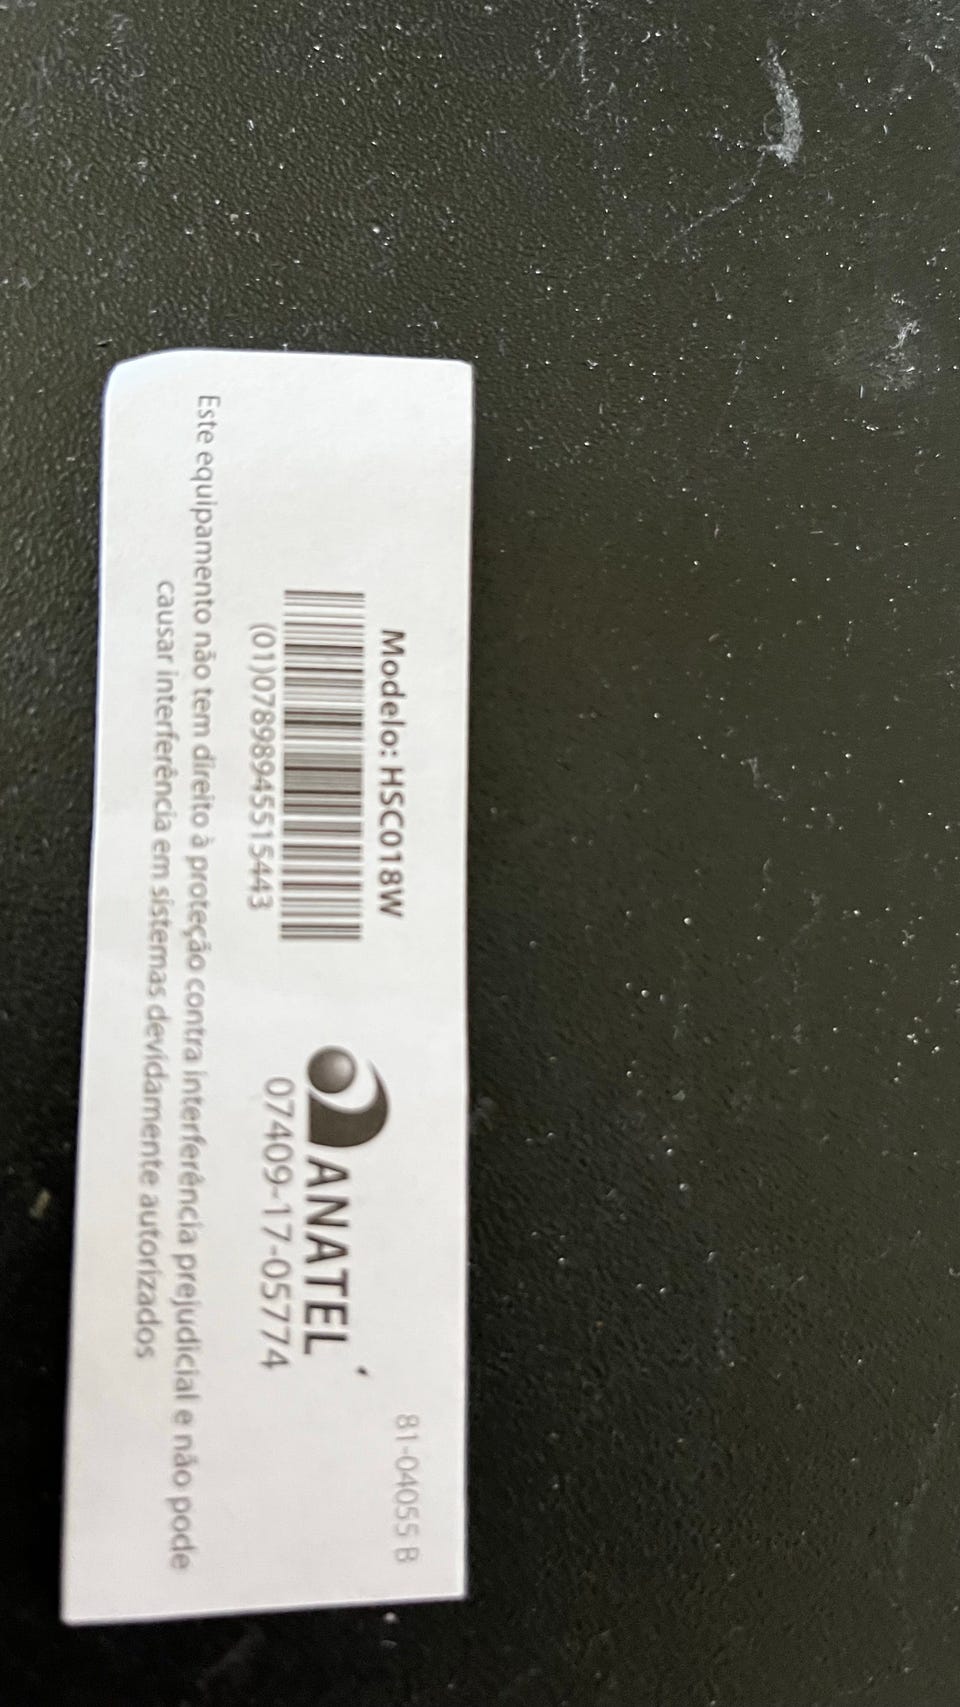 81-04055 B
Modelo: HSC018W
(01)07898945515443
ANATEL
07409-17-05774
Este equipamento não tem direito à proteção contra interferência prejudicial e não pode
causar interferência em sistemas devidamente autorizados